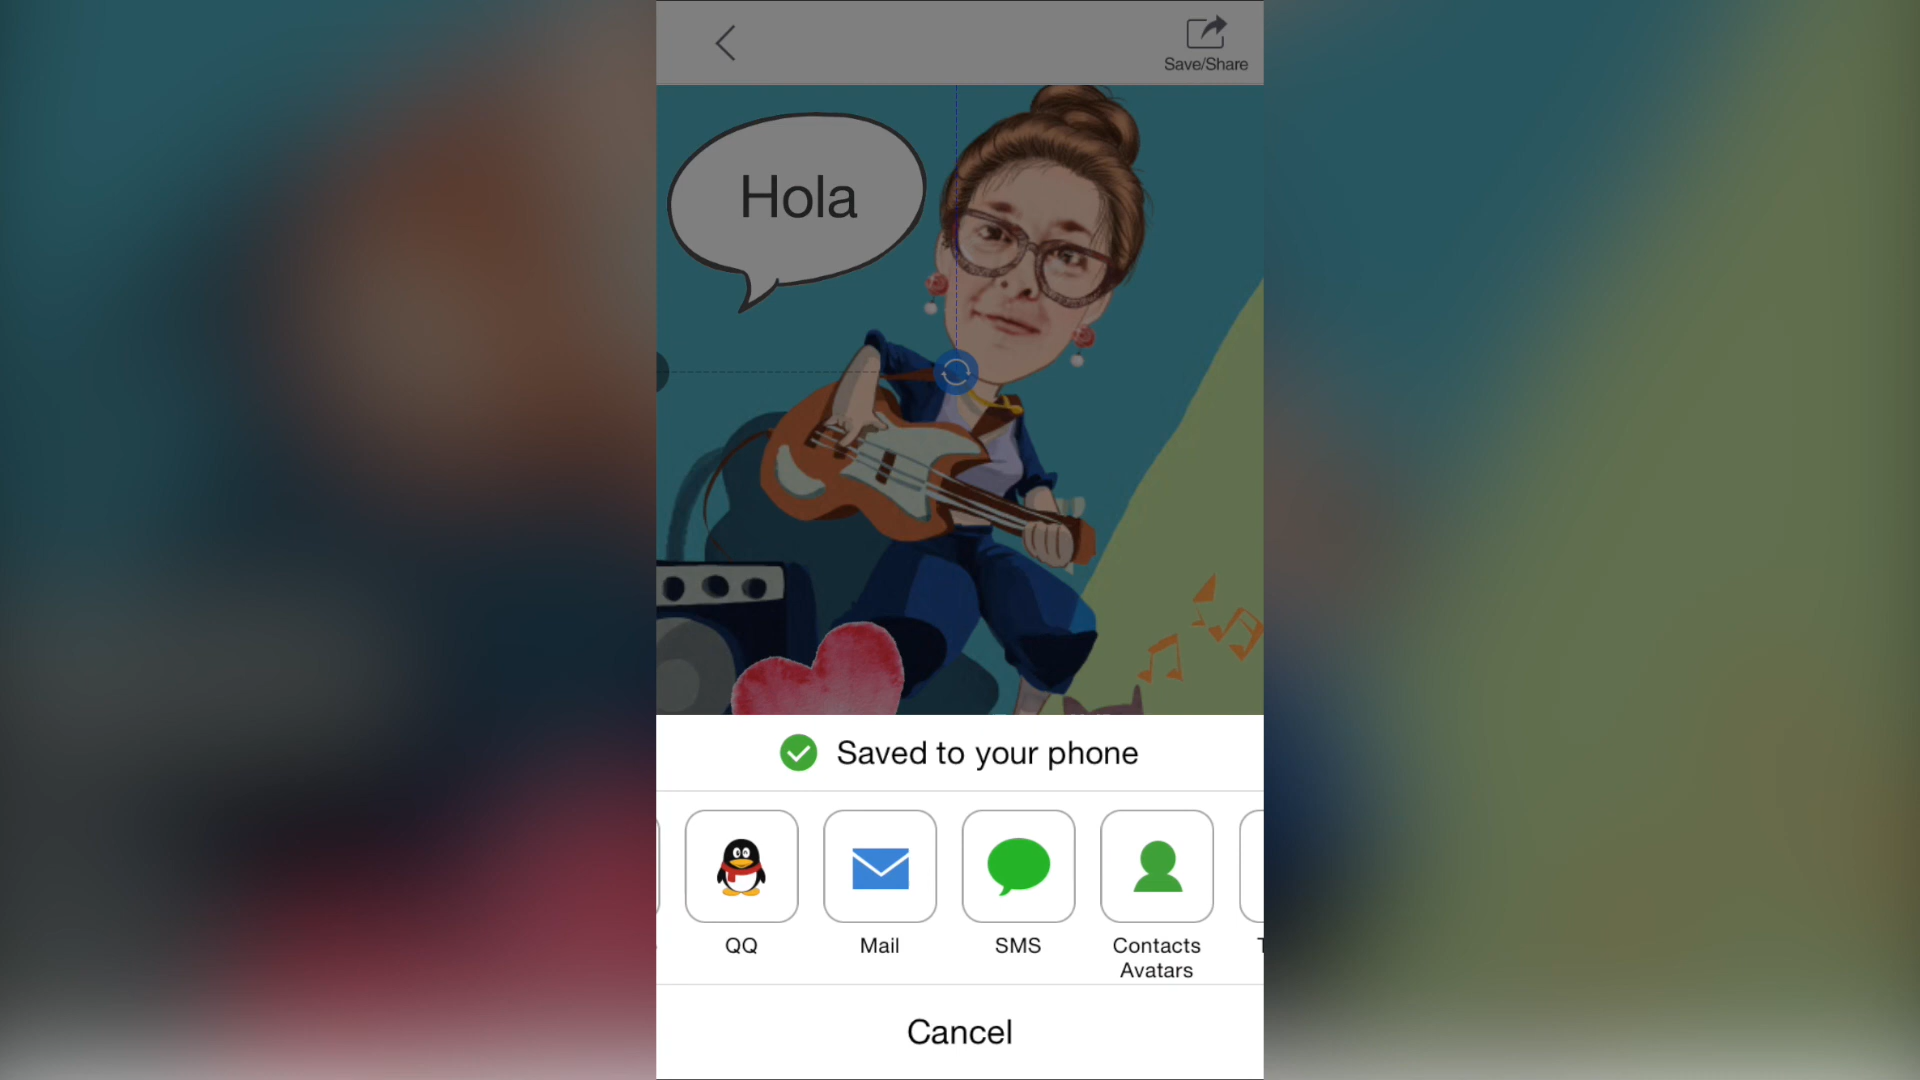 Save/Share
Hola
Saved to your phone
QQ
Mail
SMS
Contacts
Avatars
Cancel